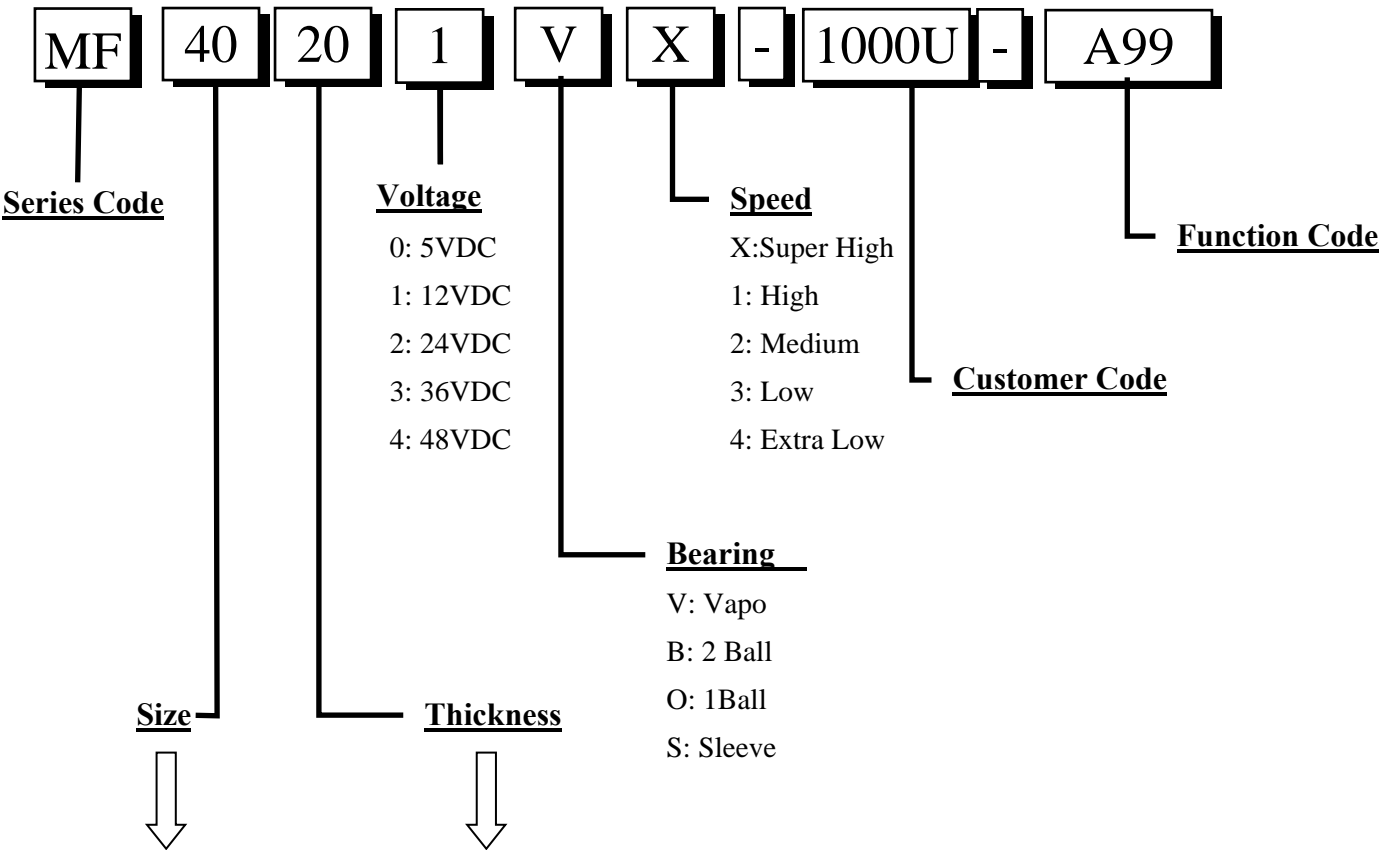 MF 40 20 1 V X - 1000U - A99
Series Code
Voltage
0: 5VDC
1: 12VDC
2: 24VDC
3: 36VDC
4: 48VDC
Speed
X:Super High
1: High
2: Medium
3: Low
4: Extra Low
Function Code
Customer Code
Bearing
V: Vapo
B: 2 Ball
O: 1Ball
S: Sleeve
Size
Thickness